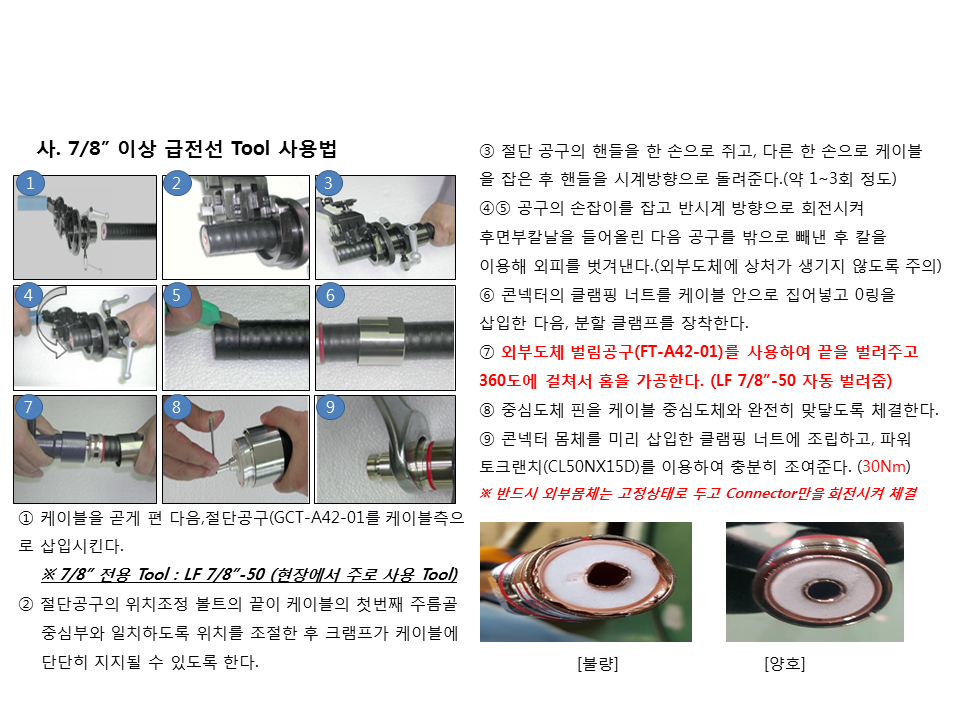 사. 7/8” 이상 급전선 Tool 사용법
1
2
3
4
5
6
7
8
9
① 케이블을 곧게 편 다음,절단공구(GCT-A42-01를 케이블측으
로 삽입시킨다.
※ 7/8” 전용 Tool : LF 7/8”-50 (현장에서 주로 사용 Tool)
② 절단공구의 위치조정 볼트의 끝이 케이블의 첫번째 주름골
중심부와 일치하도록 위치를 조절한 후 크램프가 케이블에
단단히 지지될 수 있도록 한다.
③ 절단 공구의 핸들을 한 손으로 쥐고, 다른 한 손으로 케이블
을 잡은 후 핸들을 시계방향으로 돌려준다.(약 1~3회 정도)
④⑤ 공구의 손잡이를 잡고 반시계 방향으로 회전시켜
후면부칼날을 들어올린 다음 공구를 밖으로 빼낸 후 칼을
이용해 외피를 벗겨낸다.(외부도체에 상처가 생기지 않도록 주의)
⑥ 콘넥터의 클램핑 너트를 케이블 안으로 집어넣고 0링을
삽입한 다음, 분할 클램프를 장착한다.
⑦ 외부도체 벌림공구(FT-A42-01)를 사용하여 끝을 벌려주고
360도에 걸쳐서 홈을 가공한다. (LF 7/8”-50 자동 벌려줌)
⑧ 중심도체 핀을 케이블 중심도체와 완전히 맞닿도록 체결한다.
⑨ 콘넥터 몸체를 미리 삽입한 클램핑 너트에 조립하고, 파워
토크랜치(CL50NX15D)를 이용하여 충분히 조여준다. (30Nm)
※ 반드시 외부몸체는 고정상태로 두고 Connector만을 회전시켜 체결
[불량]
[양호]